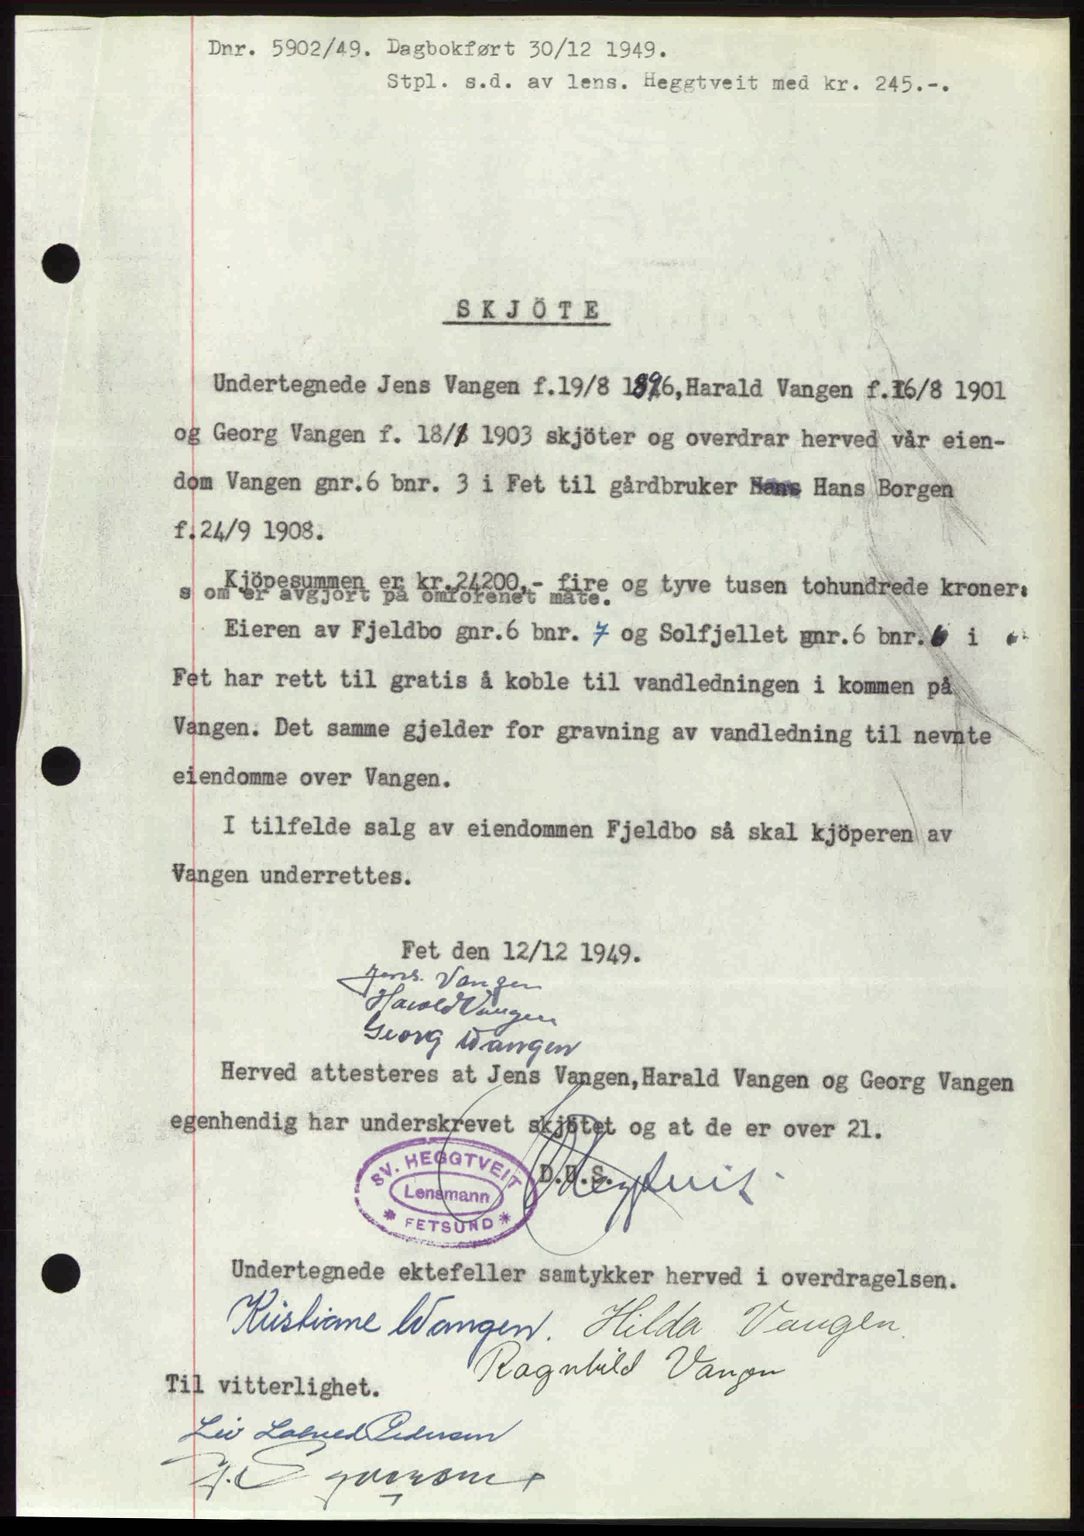 Dnr. 5902/49. Dagbokført 30/12 1949.
Stpl. s.d. av lens. Heggtveit med kr. 245.-.
SKJÖTE
Undertegnede Jens Vangen f.19/8 1896,Harald Vangen f.16/8 1901
og Georg Vangen f. 18/ 1903 skjöter og overdrar herved vår eien-
dom Vangen gnr.6 bnr. 3 i Fet til gårdbruker Hans Borgen
f.24/9 1908.
Kjöpesummen er kr.24200,- fire og tyve tusen tohundrede kroner.
s om er avgjort på omforenet måte.
Eieren av Fjeldbo gnr.6 bnr. 7 og Solfjellet gnr.6 bnr.6 i
Fet har rett til gratis å koble til vandledningen i kommen på
Vangen. Det samme gjelder for gravning av vandledning til nevnte
eiendomme over Vangen.
I tilfelde salg av eiendommen Fjeldbo så skal kjöperen av
Vangen underrettes.
Fet den 12/12 1949.
Jens. Vangen
Harald Vangen
Georg Wangen
Herved attesteres at Jens Vangen,Harald Vangen og Georg Vangen
egenhendig har underskrevet skjötet og at de er over 21.
D.U.S.
Heggtveit
SV. HEGGTVEIT
Lensmann
* FETSUND *
Undertegnede ektefeller samtykker herved i overdragelsen.
Kristiane Wangen. Hilda Vangen.
Ragnhild Vangen
Til vitterlighet.
Pedersen